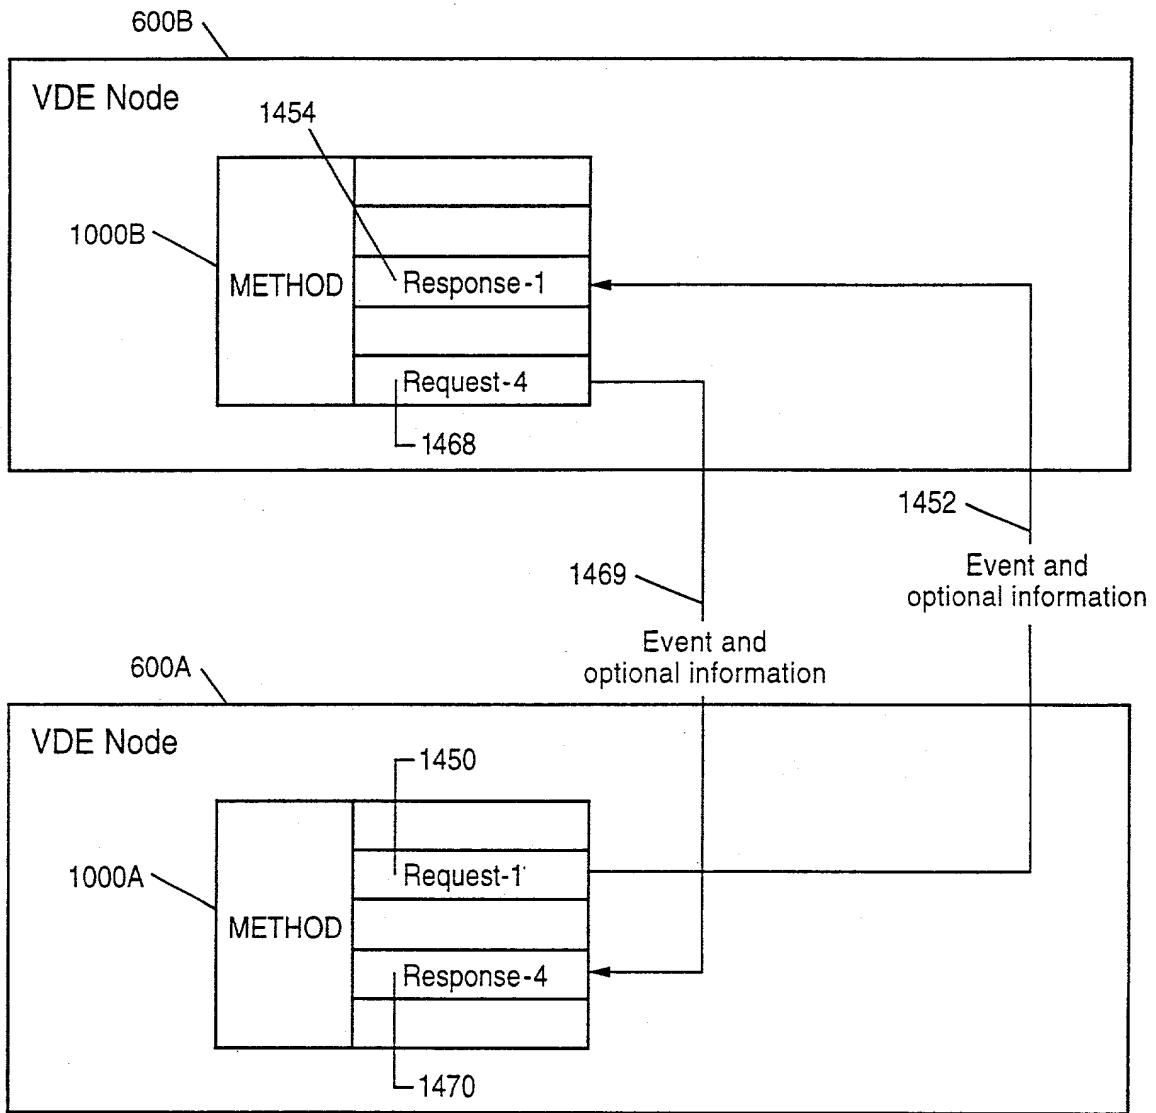 600B
VDE Node
1454
1000B
METHOD
Response-1
Request-4
1468
1452
Event and
optional information
1469
Event and
optional information
600A
VDE Node
1450
1000A
Request-1
METHOD
Response-4
1470